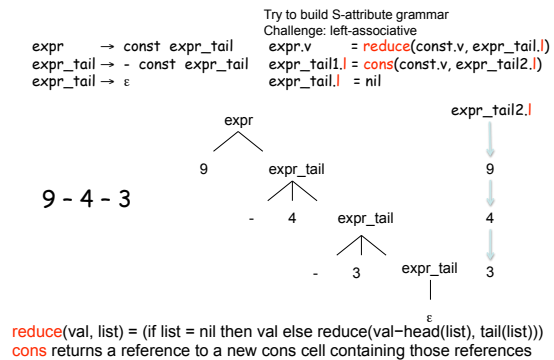 Try to build S-attribute grammar
Challenge: left-associative
expr → const expr_tail expr.v = reduce(const.v, expr_tail.l)
expr_tail → - const expr_tail expr_tail1.l = cons(const.v, expr_tail2.l)
expr_tail → ε expr_tail.l = nil
expr_tail2.l
expr
9 expr_tail 9
9 – 4 – 3
- 4 expr_tail 4
- 3 expr_tail 3
ε
reduce(val, list) = (if list = nil then val else reduce(val−head(list), tail(list)))
cons returns a reference to a new cons cell containing those references